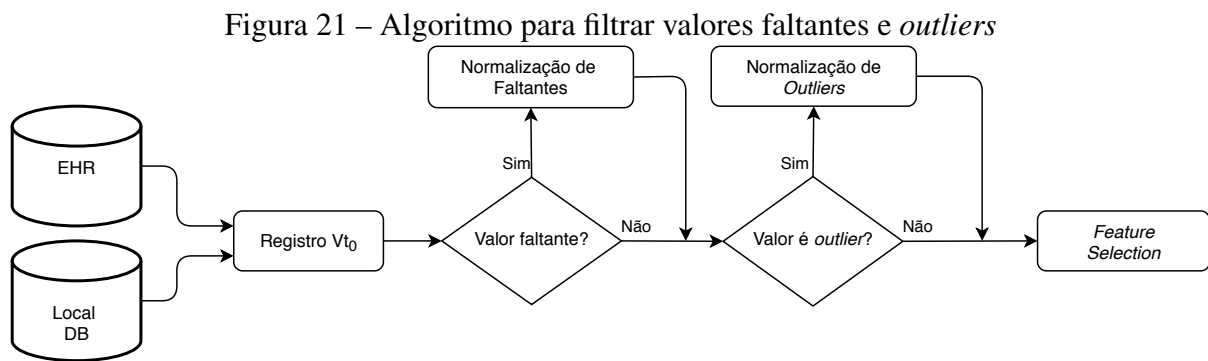 Figura 21 – Algoritmo para filtrar valores faltantes e outliers
Normalização de
Faltantes
Normalização de
Outliers
EHR
Sim
Sim
Registro Vt0
Valor faltante?
Não
Valor é outlier?
Não
Feature
Selection
Local
DB